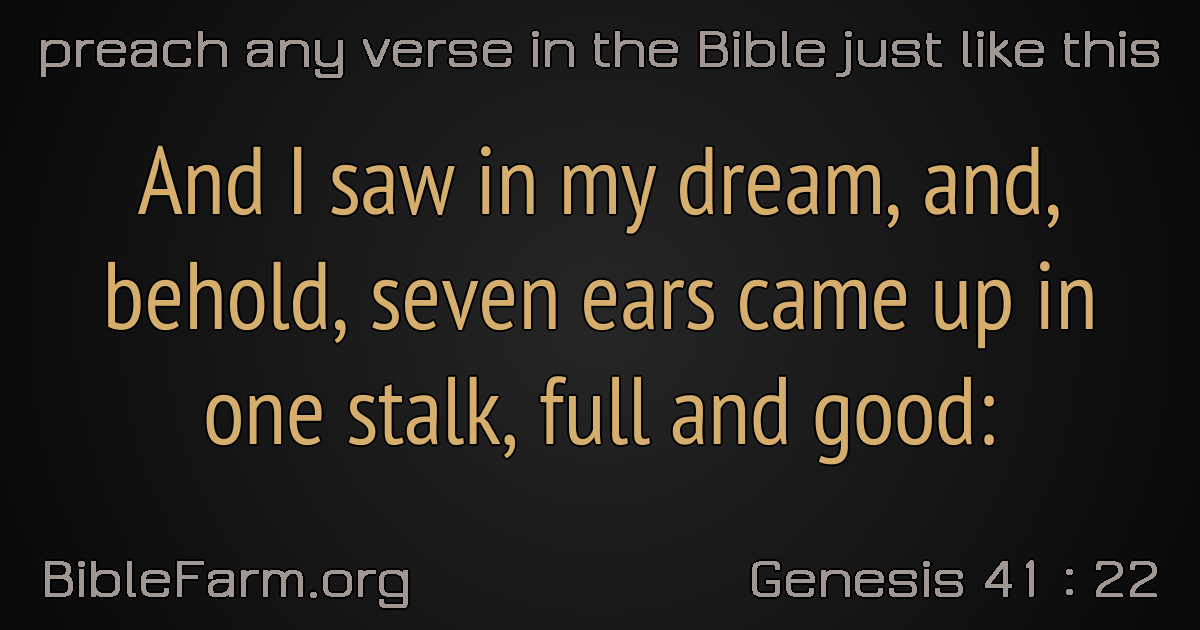 preach any verse in the Bible just like this
And I saw in my dream, and,
behold, seven ears came up in
one stalk, full and good:
BibleFarm.org
Genesis 41 : 22